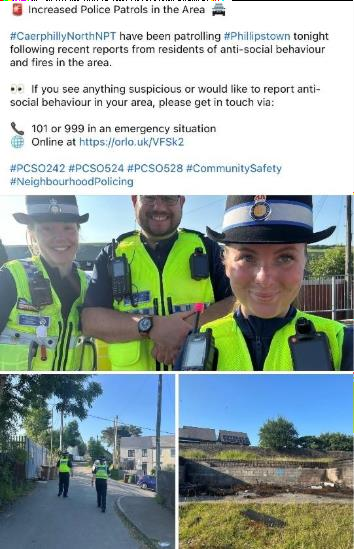 🚨 Increased Police Patrols in the Area 🚔
#CaerphillyNorthNPT have been patrolling #Phillipstown tonight
following recent reports from residents of anti-social behaviour
and fires in the area.
👀 If you see anything suspicious or would like to report anti-
social behaviour in your area, please get in touch via:
📞 101 or 999 in an emergency situation
🌐 Online at https://orlo.uk/VFSk2
#PCSO242 #PCSO524 #PCSO528 #CommunitySafety
#NeighbourhoodPolicing